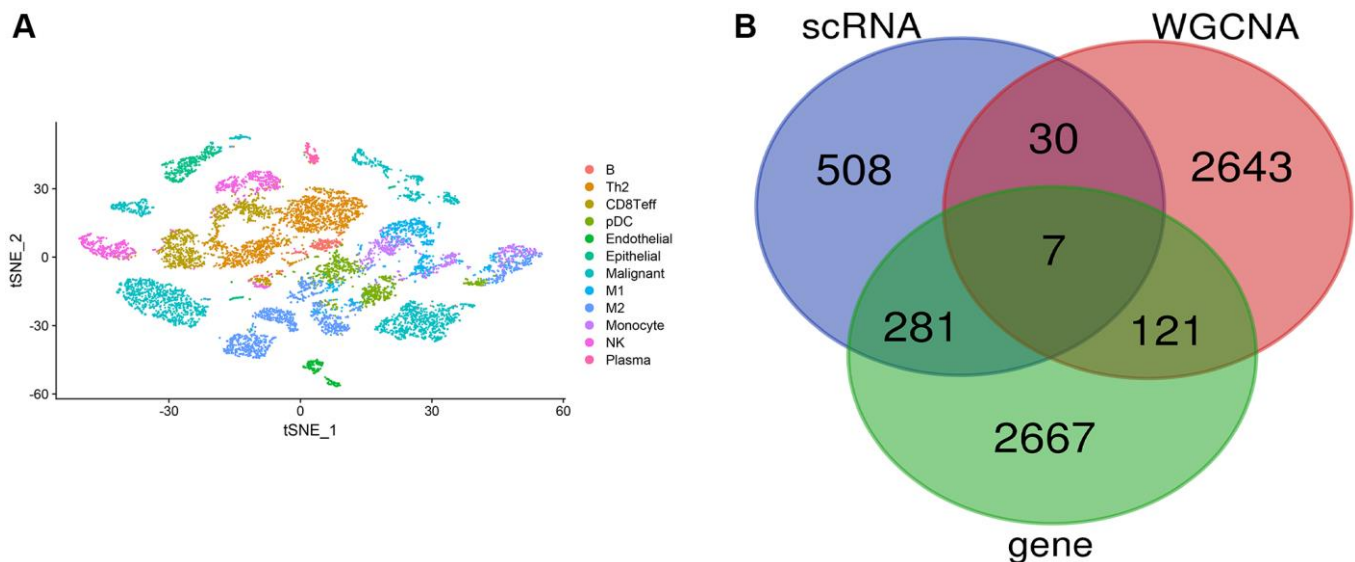 A
tSNE_2
30
0
-30
-60
-30
0
30
60
tSNE_1
B
Th2
CD8Teff
pDC
Endothelial
Epithelial
Malignant
M1
M2
Monocyte
NK
Plasma
B
scRNA
WGCNA
508
30
2643
7
281
121
2667
gene